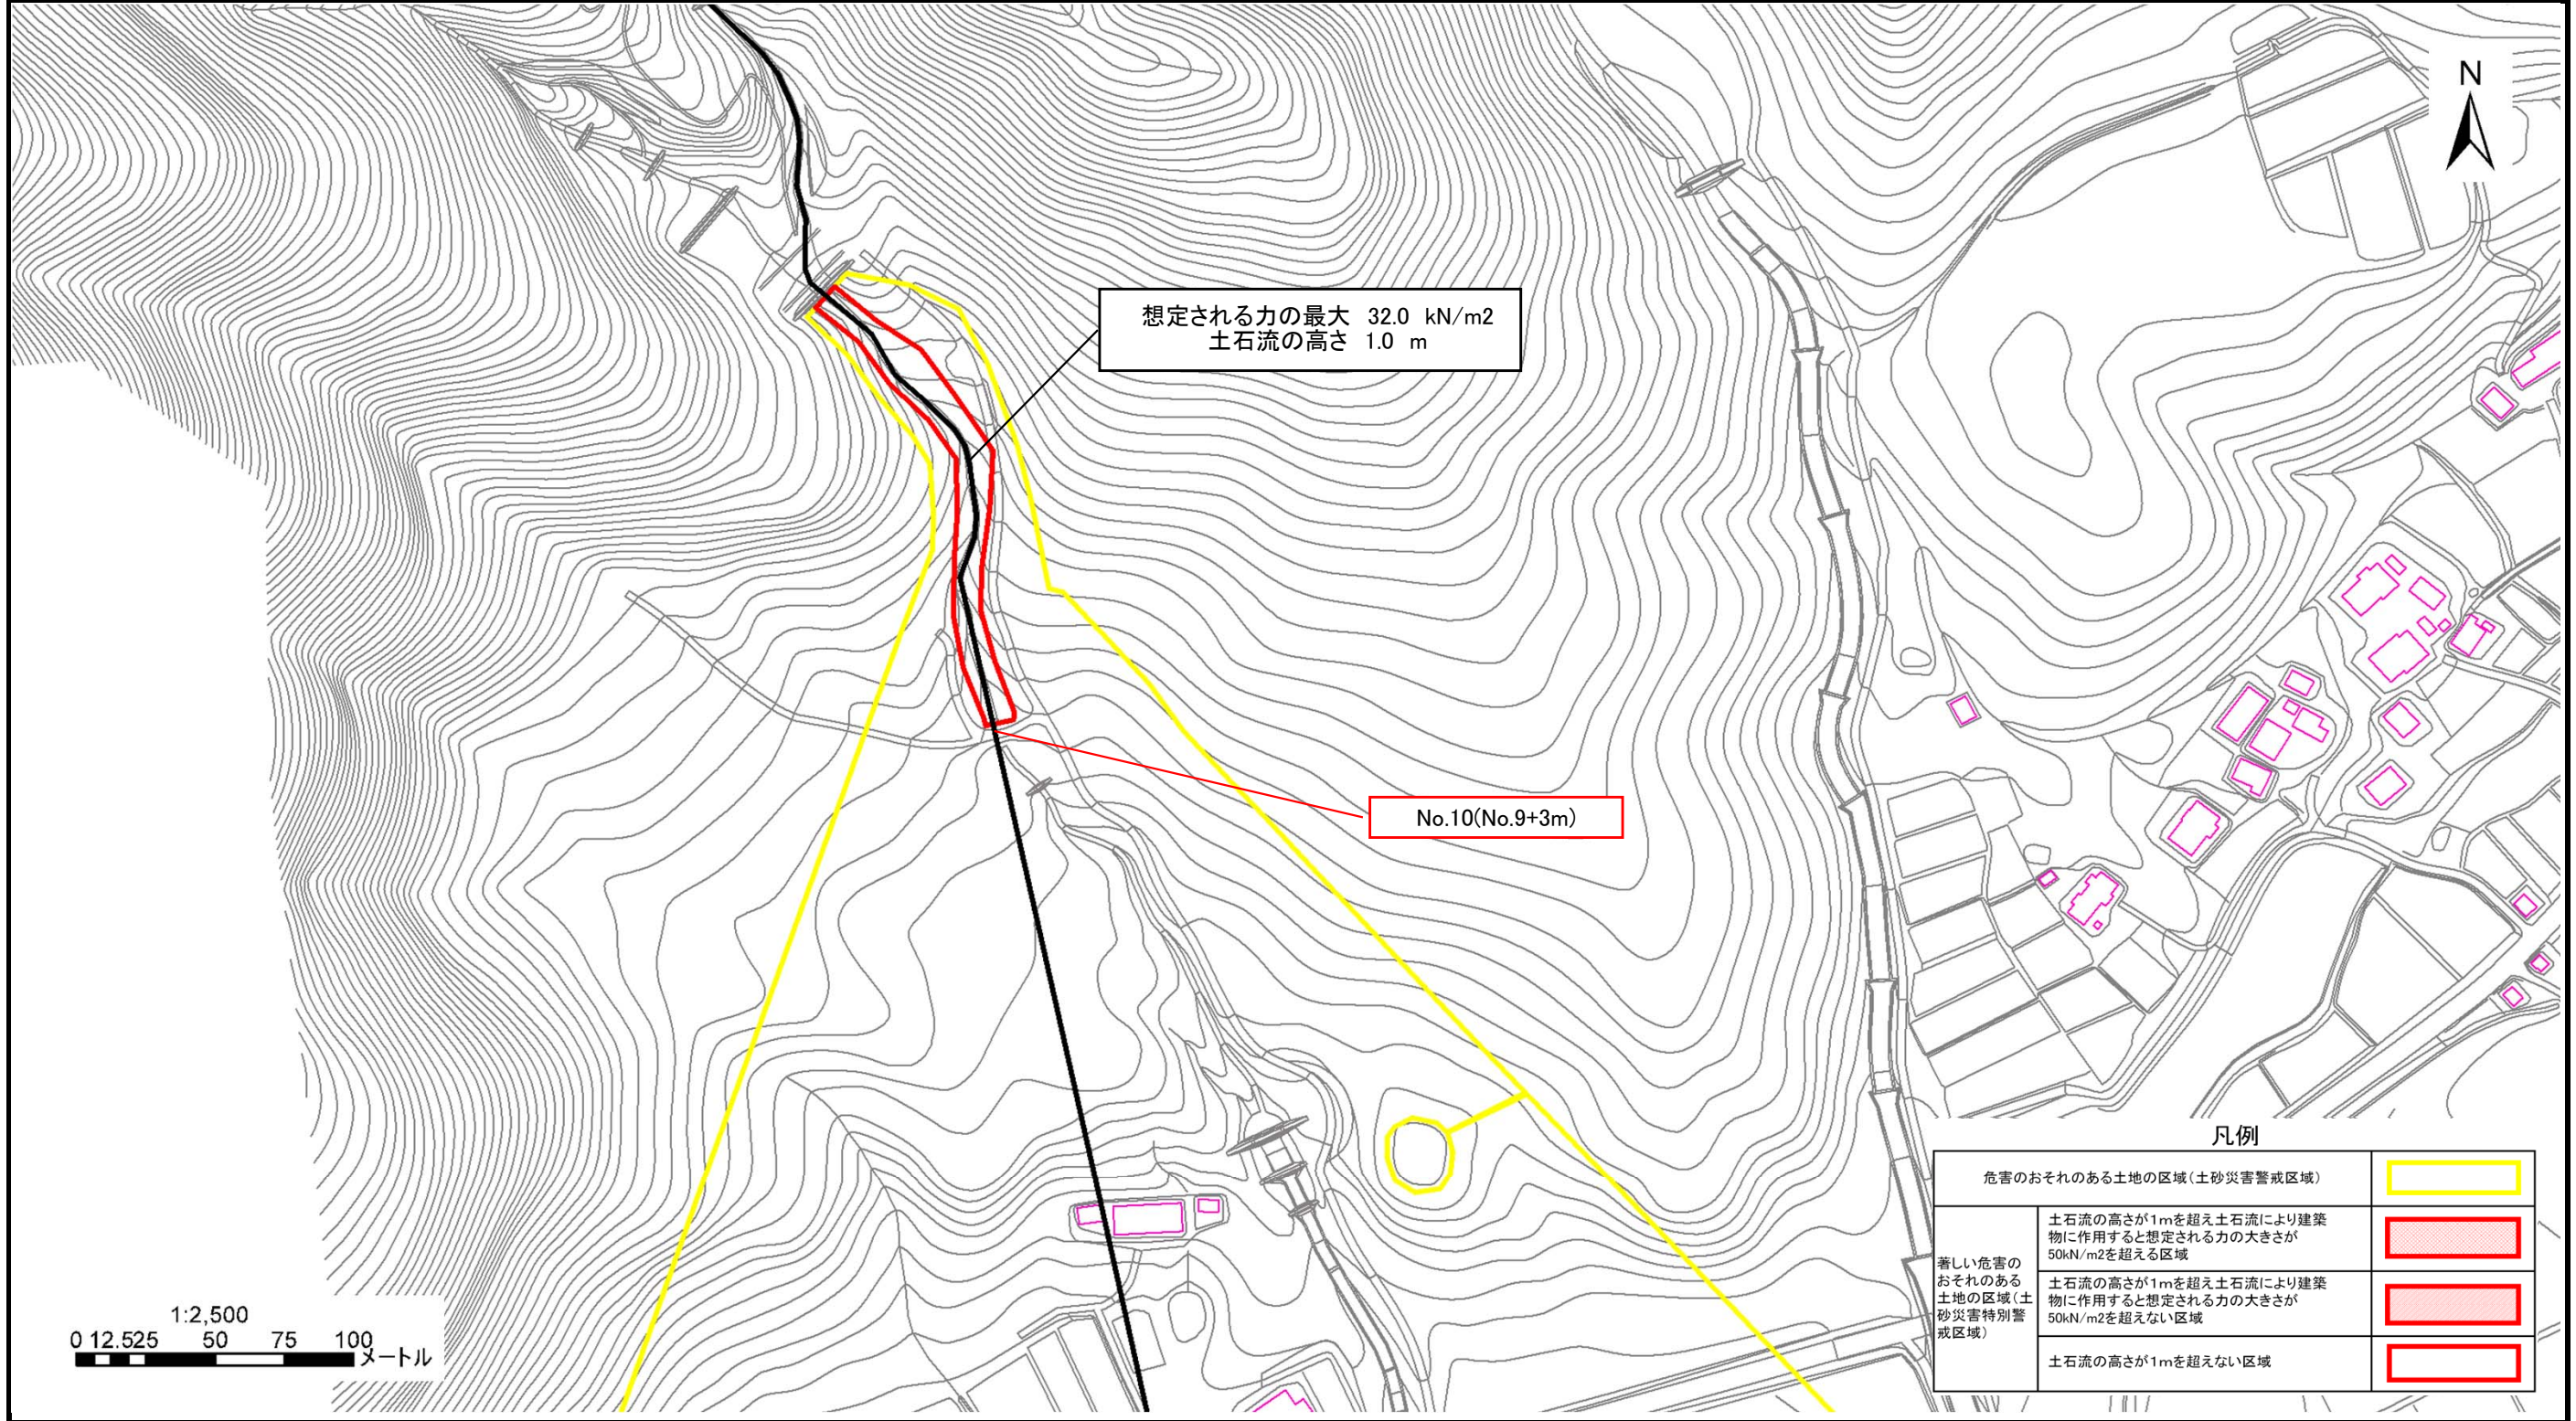 N
想定される力の最大 32.0 kN/m2
土石流の高さ 1.0 m
No.10(No.9+3m)
凡例
危害のおそれのある土地の区域(土砂災害警戒区域)
著しい危害の
おそれのある
土地の区域(土
砂災害特別警
戒区域)
土石流の高さが1mを超え土石流により建築
物に作用すると想定される力の大きさが
50kN/m2を超える区域
土石流の高さが1mを超え土石流により建築
物に作用すると想定される力の大きさが
50kN/m2を超えない区域
土石流の高さが1mを超えない区域
1:2,500
0 12.525 50 75 100
メートル